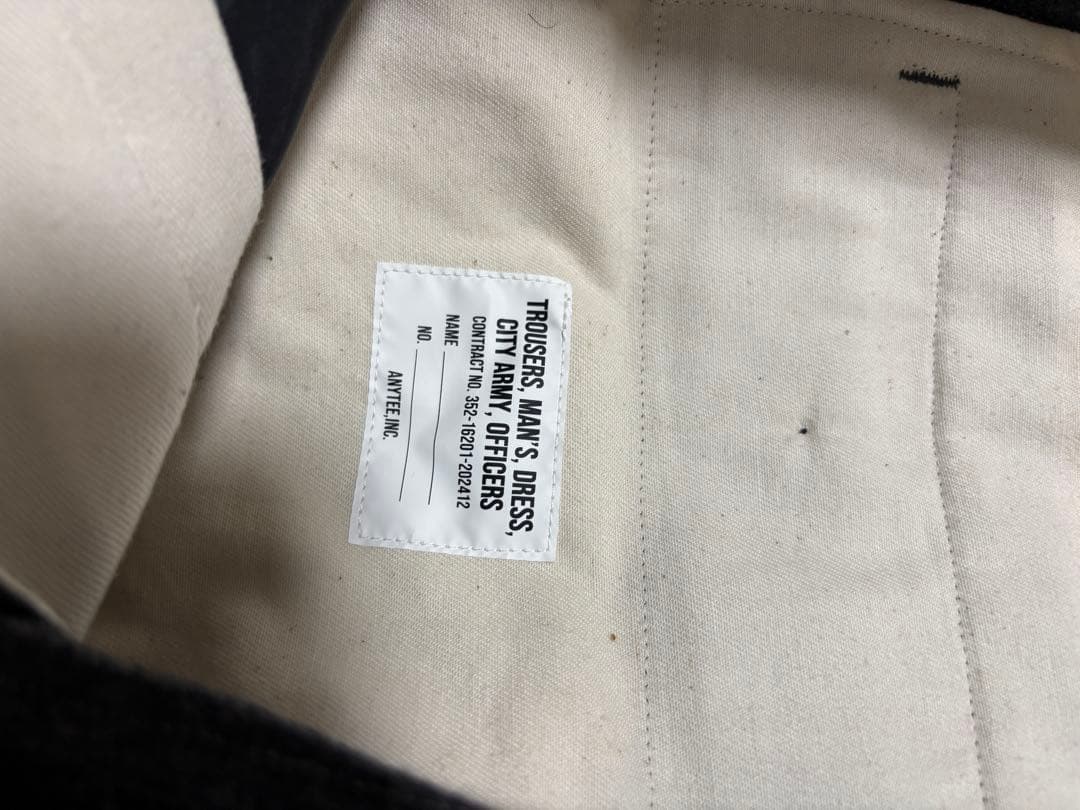 TROUSERS, MAN'S, DRESS,
CITY ARMY, OFFICERS
CONTRACT NO. 352-16201-202412
NAME
NO.
ANYTEE,INC.